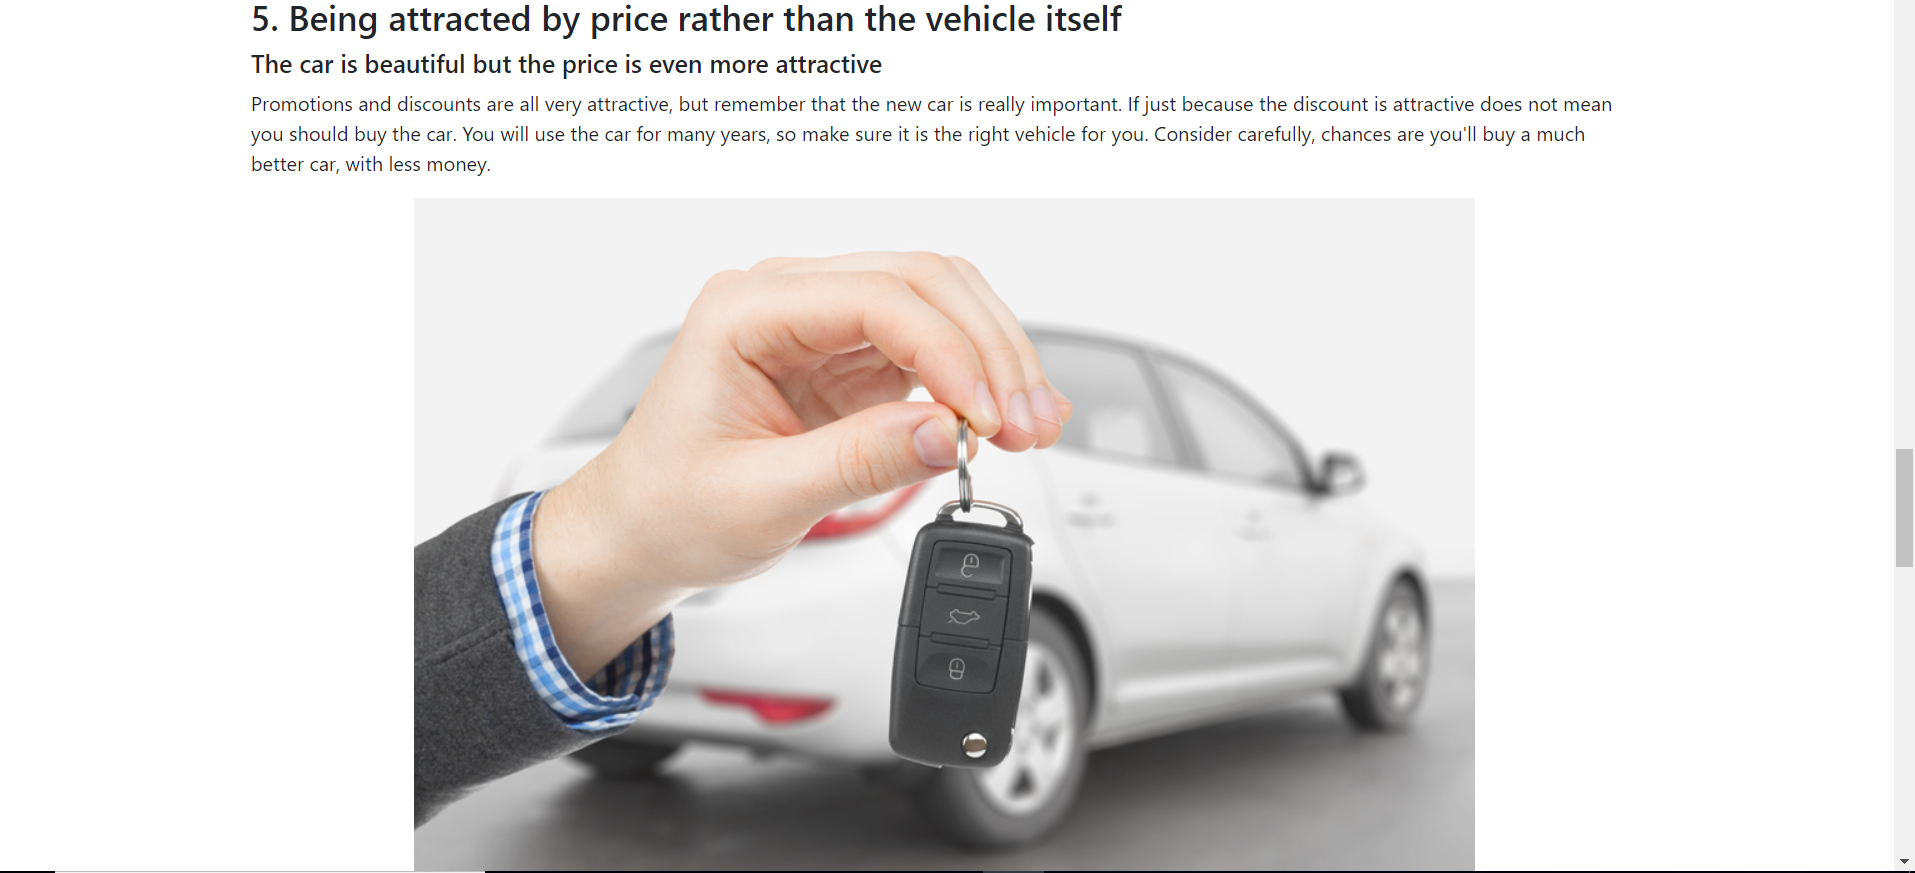 5. Being attracted by price rather than the vehicle itself
The car is beautiful but the price is even more attractive
Promotions and discounts are all very attractive, but remember that the new car is really important. If just because the discount is attractive does not mean
you should buy the car. You will use the car for many years, so make sure it is the right vehicle for you. Consider carefully, chances are you'll buy a much
better car, with less money.